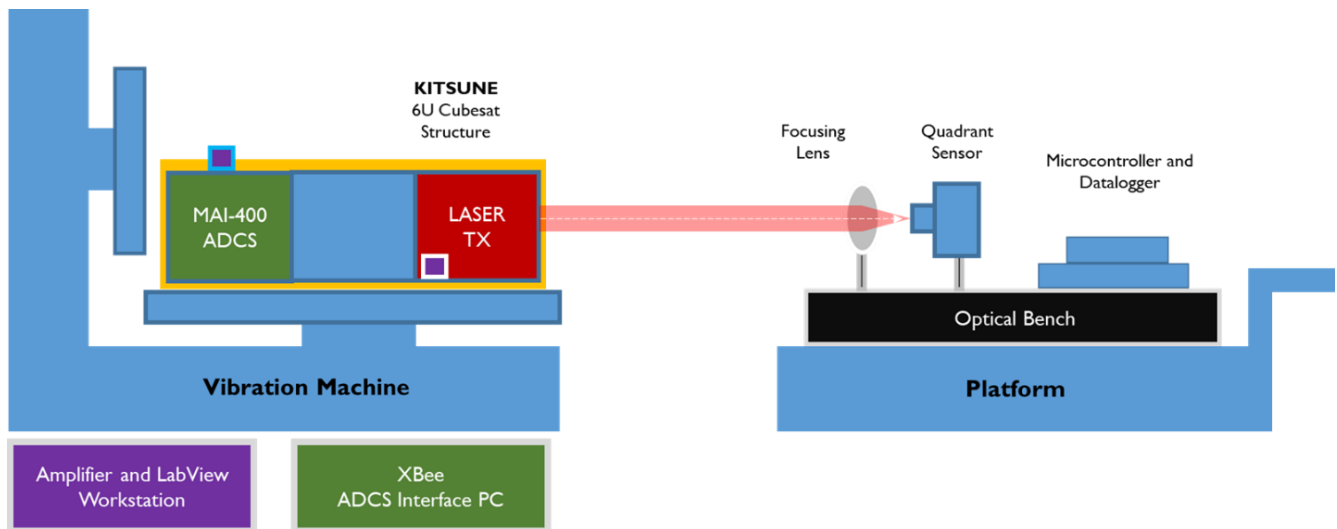 KITSUNE
6U Cubesat
Structure
Focusing
Lens
Quadrant
Sensor
Microcontroller and
Datalogger
MAI-400
ADCS
LASER
TX
Optical Bench
Vibration Machine
Platform
Amplifier and LabView
Workstation
XBee
ADCS Interface PC